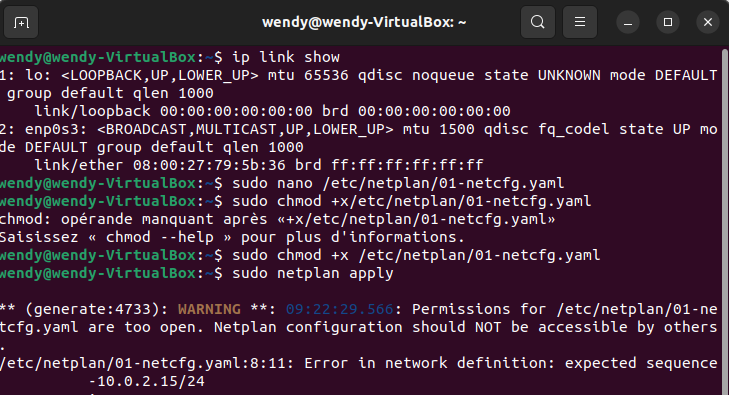 wendy@wendy-VirtualBox: ~
wendy@wendy-VirtualBox:~$ ip link show
1: lo: <LOOPBACK,UP,LOWER_UP> mtu 65536 qdisc noqueue state UNKNOWN mode DEFAULT
 group default qlen 1000
    link/loopback 00:00:00:00:00:00 brd 00:00:00:00:00:00
2: enp0s3: <BROADCAST,MULTICAST,UP,LOWER_UP> mtu 1500 qdisc fq_codel state UP mo
de DEFAULT group default qlen 1000
    link/ether 08:00:27:79:5b:36 brd ff:ff:ff:ff:ff:ff
wendy@wendy-VirtualBox:~$ sudo nano /etc/netplan/01-netcfg.yaml
wendy@wendy-VirtualBox:~$ sudo chmod +x/etc/netplan/01-netcfg.yaml
chmod: opérande manquant après «+x/etc/netplan/01-netcfg.yaml»
Saisissez « chmod --help » pour plus d'informations.
wendy@wendy-VirtualBox:~$ sudo chmod +x /etc/netplan/01-netcfg.yaml
wendy@wendy-VirtualBox:~$ sudo netplan apply
** (generate:4733): WARNING **: 09:22:29.566: Permissions for /etc/netplan/01-ne
tcfg.yaml are too open. Netplan configuration should NOT be accessible by others
.
/etc/netplan/01-netcfg.yaml:8:11: Error in network definition: expected sequence
          -10.0.2.15/24